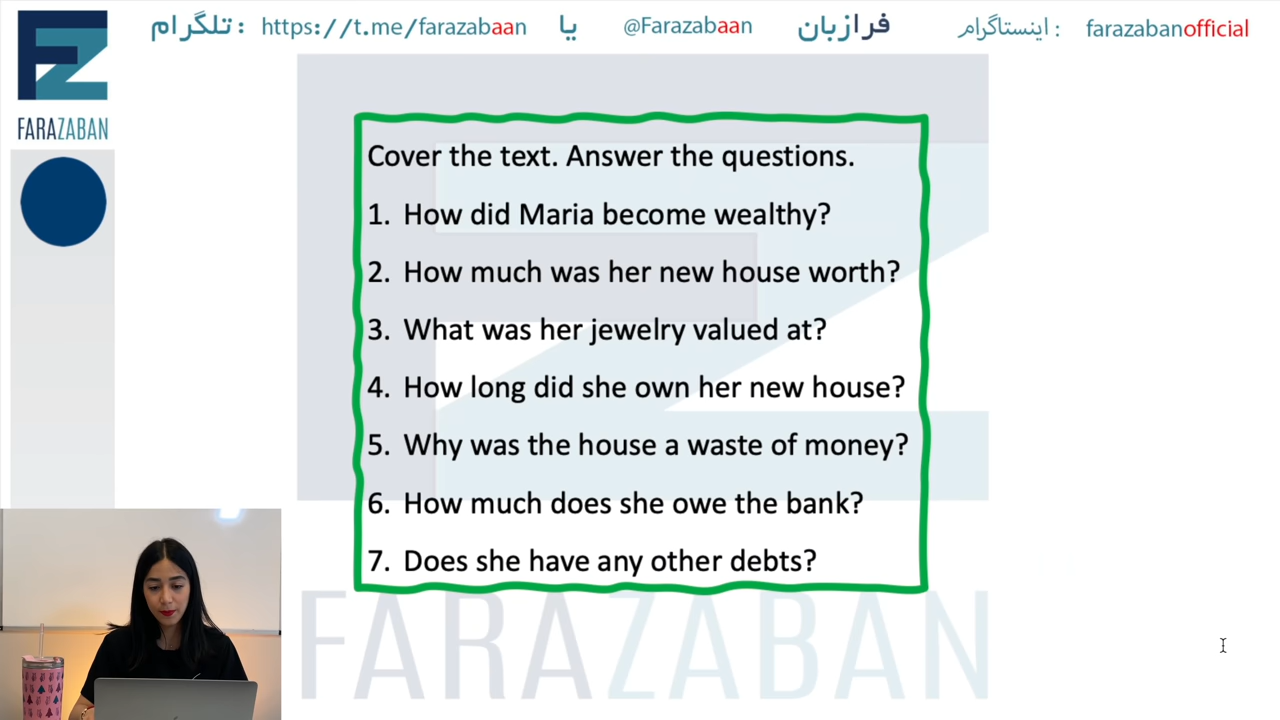 تلگرام : https://t.me/farazabaan یا @Farazabaan فرازبان اینستاگرام : farazabanofficial
FARAZABAN
Cover the text. Answer the questions.
1. How did Maria become wealthy?
2. How much was her new house worth?
3. What was her jewelry valued at?
4. How long did she own her new house?
5. Why was the house a waste of money?
6. How much does she owe the bank?
7. Does she have any other debts?
FARAZABAN